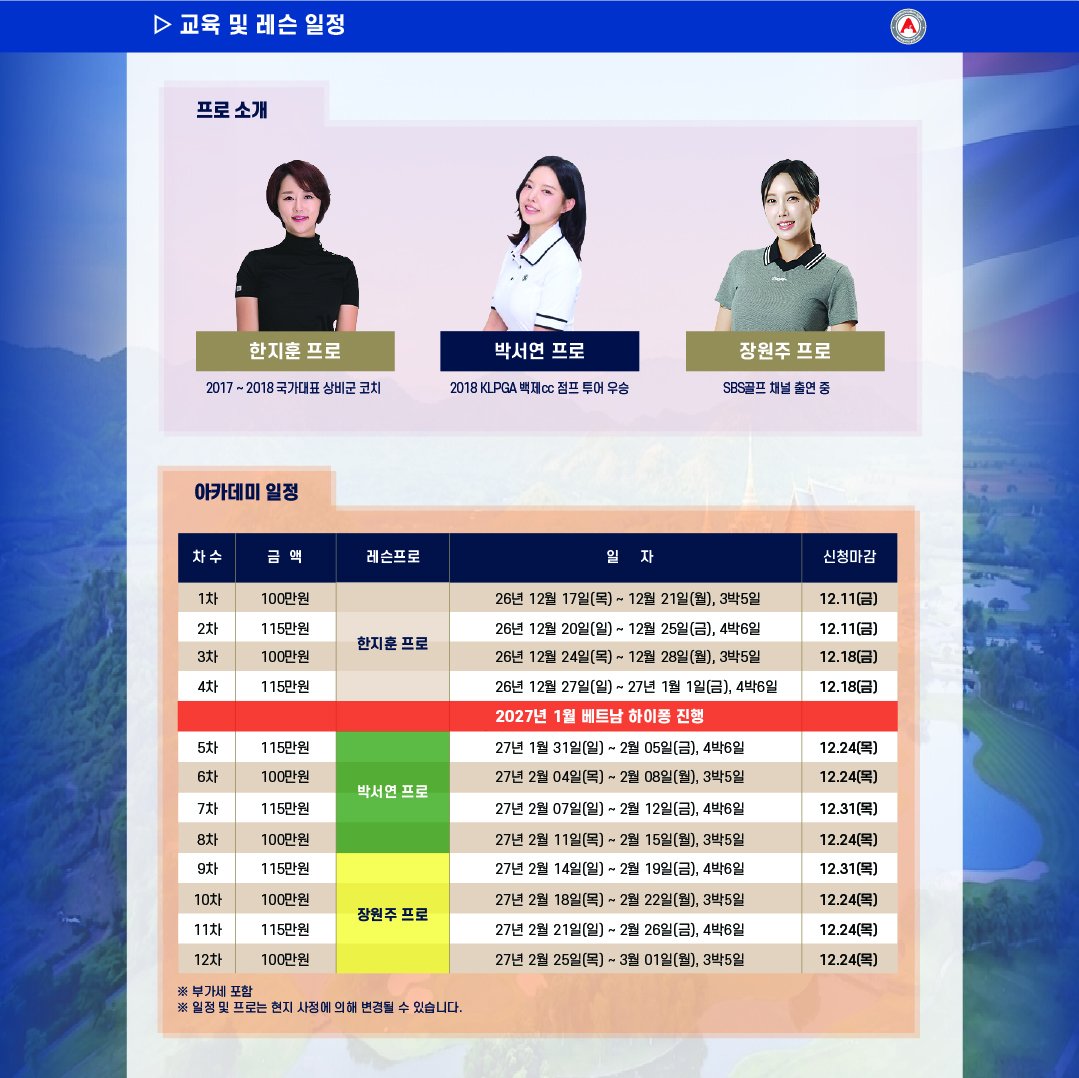 ▷ 교육 및 레슨 일정
프로 소개
한지훈 프로
2017 ~ 2018 국가대표 상비군 코치
박서연 프로
2018 KLPGA 백제cc 점프 투어 우승
장원주 프로
SBS골프 채널 출연 중
아카데미 일정
차 수 금 액 레슨프로 일 자 신청마감
1차 100만원 26년 12월 17일(목) ~ 12월 21일(월), 3박5일 12.11(금)
2차 115만원 26년 12월 20일(일) ~ 12월 25일(금), 4박6일 12.11(금)
한지훈 프로
3차 100만원 26년 12월 24일(목) ~ 12월 28일(월), 3박5일 12.18(금)
4차 115만원 26년 12월 27일(일) ~ 27년 1월 1일(금), 4박6일 12.18(금)
2027년 1월 베트남 하이퐁 진행
5차 115만원 27년 1월 31일(일) ~ 2월 05일(금), 4박6일 12.24(목)
6차 100만원 27년 2월 04일(목) ~ 2월 08일(월), 3박5일 12.24(목)
박서연 프로
7차 115만원 27년 2월 07일(일) ~ 2월 12일(금), 4박6일 12.31(목)
8차 100만원 27년 2월 11일(목) ~ 2월 15일(월), 3박5일 12.24(목)
9차 115만원 27년 2월 14일(일) ~ 2월 19일(금), 4박6일 12.31(목)
10차 100만원 27년 2월 18일(목) ~ 2월 22일(월), 3박5일 12.24(목)
장원주 프로
11차 115만원 27년 2월 21일(일) ~ 2월 26일(금), 4박6일 12.24(목)
12차 100만원 27년 2월 25일(목) ~ 3월 01일(월), 3박5일 12.24(목)
※ 부가세 포함
※ 일정 및 프로는 현지 사정에 의해 변경될 수 있습니다.